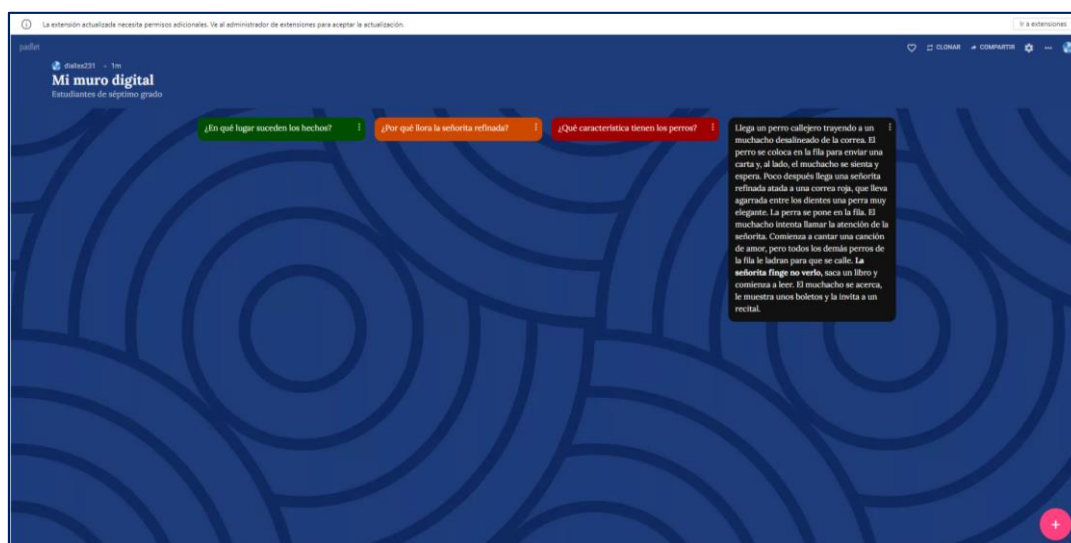 La extensión actualizada necesita permisos adicionales. Ve al administrador de extensiones para aceptar la actualización.
Ir a extensiones
padlet
CLONAR
COMPARTIR
dialixx231 • 1m
Mi muro digital
Estudiantes de séptimo grado
¿En qué lugar suceden los hechos?
¿Por qué llora la señorita refinada?
¿Qué característica tienen los perros?
Llega un perro callejero trayendo a un
muchacho desalineado de la correa. El
perro se coloca en la fila para enviar una
carta y, al lado, el muchacho se sienta y
espera. Poco después llega una señorita
refinada atada a una correa roja, que lleva
agarrada entre los dientes una perra muy
elegante. La perra se pone en la fila. El
muchacho intenta llamar la atención de la
señorita. Comienza a cantar una canción
de amor, pero todos los demás perros de
la fila le ladran para que se calle. La
señorita finge no verlo, saca un libro y
comienza a leer. El muchacho se acerca,
le muestra unos boletos y la invita a un
recital.